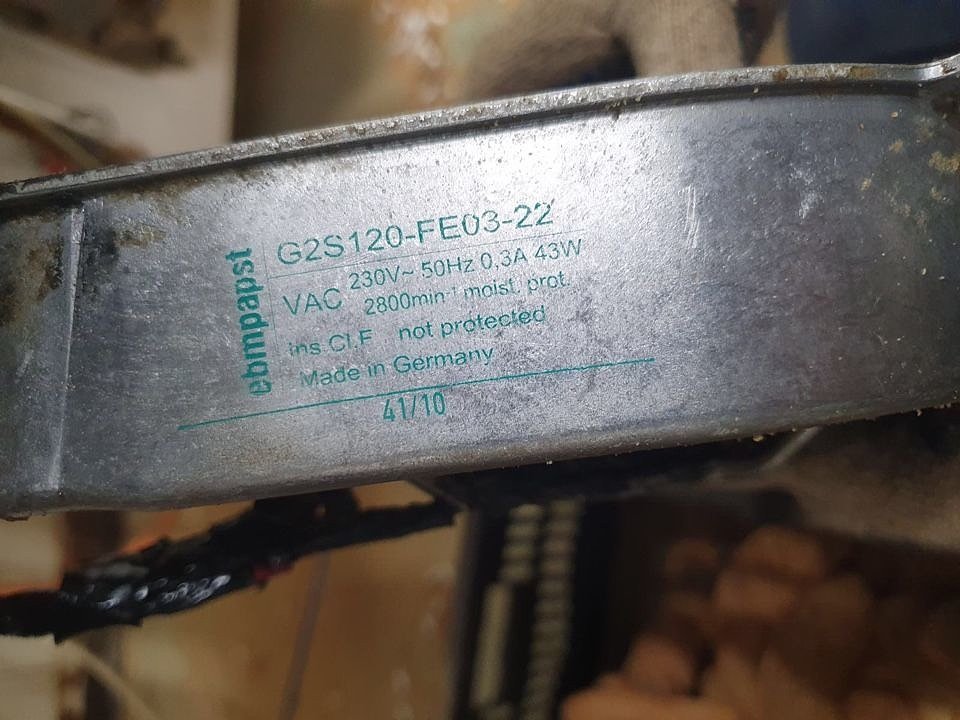 ebmpapst
G2S120-FE03-22
VAC 230V~ 50Hz 0,3A 43W
2800min⁻¹ moist. prot.
ins.Cl.F not protected
Made in Germany
41/10